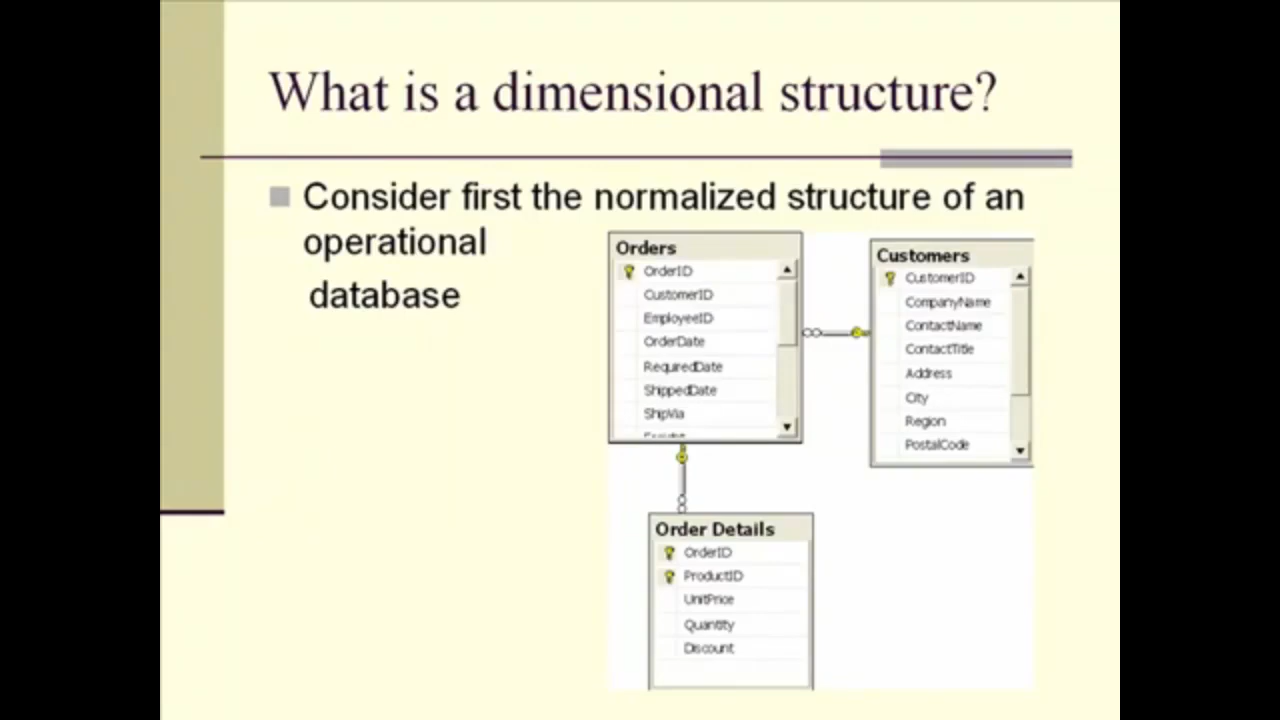 What is a dimensional structure?
Consider first the normalized structure of an
operational
database
Orders
OrderID
CustomerID
EmployeeID
OrderDate
RequiredDate
ShippedDate
ShipVia
Customers
CustomerID
CompanyName
ContactName
ContactTitle
Address
City
Region
PostalCode
Order Details
OrderID
ProductID
UnitPrice
Quantity
Discount